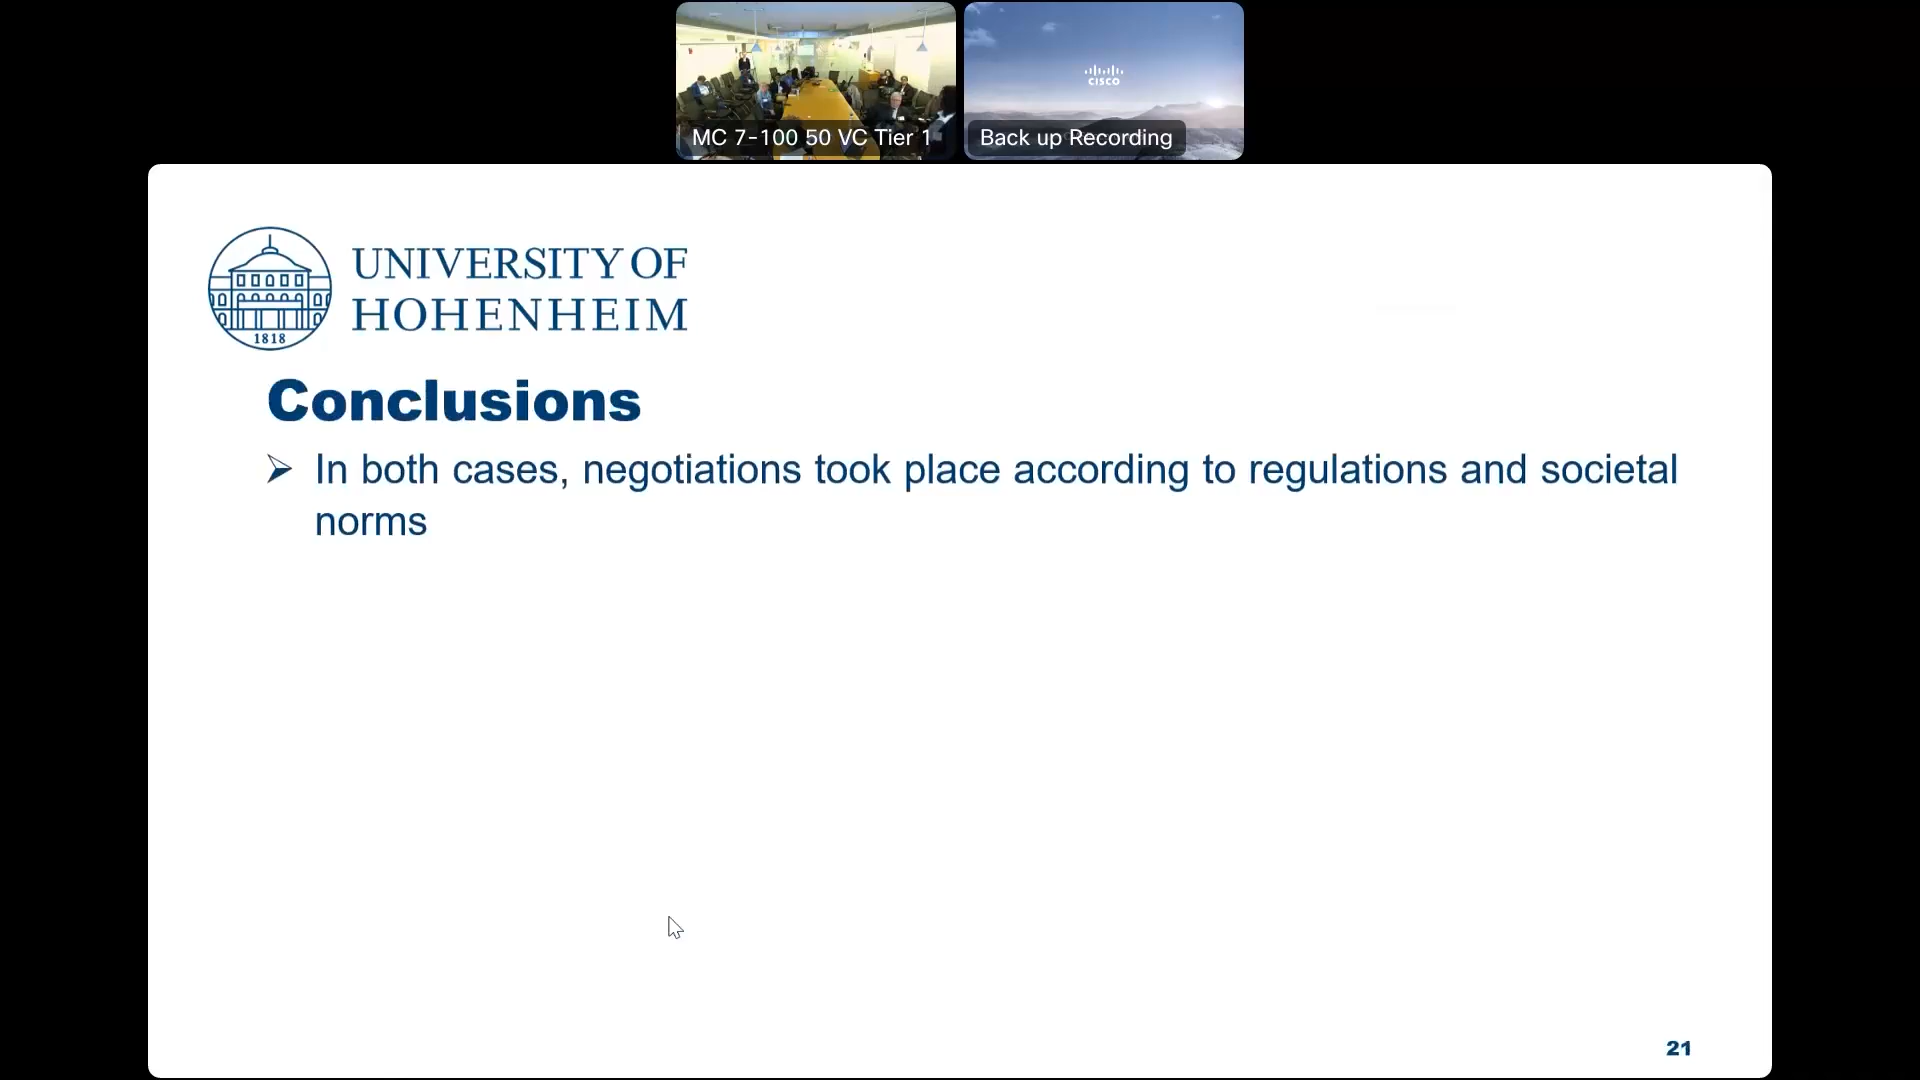 MC 7-100 50 VC Tier 1
CISCO
Back up Recording
UNIVERSITY OF
HOHENHEIM
1818
Conclusions
In both cases, negotiations took place according to regulations and societal
norms
21